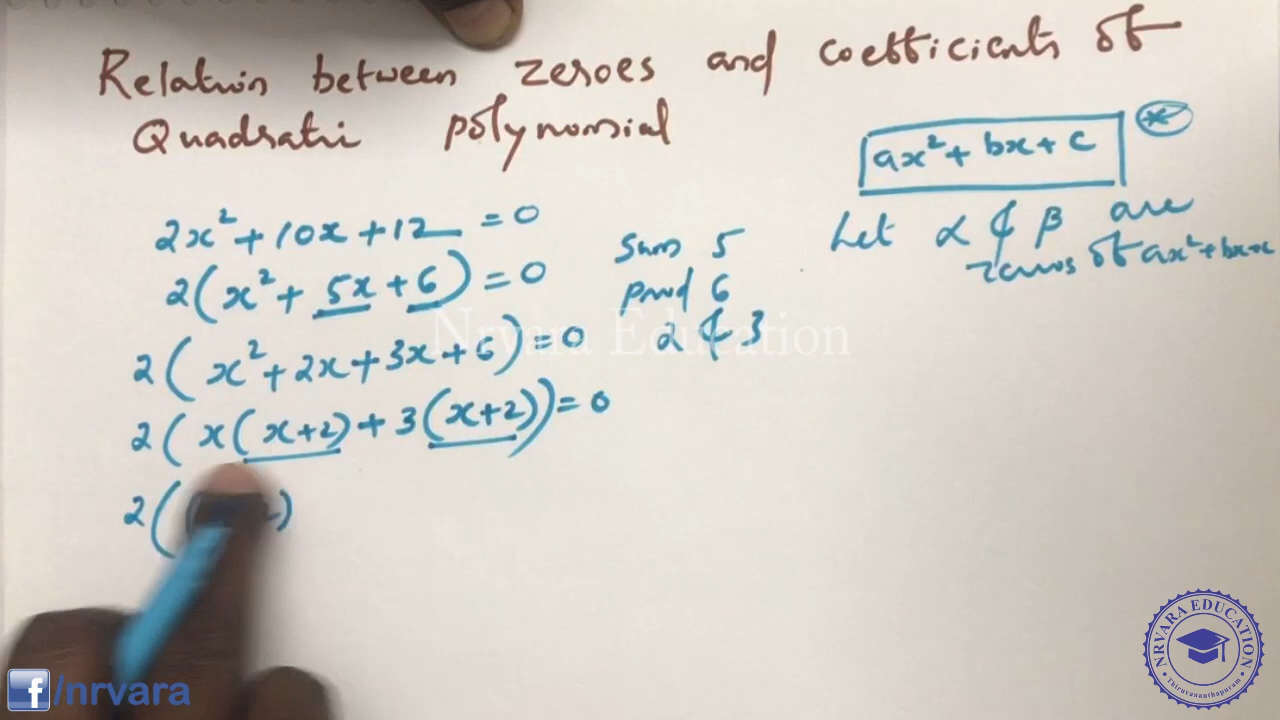 Relation between zeroes and coefficients of
Quadratic polynomial
ax² + bx + c *
2x² + 10x + 12 = 0
2(x² + 5x + 6) = 0
2(x² + 2x + 3x + 6) = 0
2(x(x+2) + 3(x+2)) = 0
2(
Sum 5
prod 6
2 & 3
Let α & β are
zeros of ax²+bx+c
Nrvara Education
f/nrvara
NRVARA EDUCATION
Thiruvananthapuram